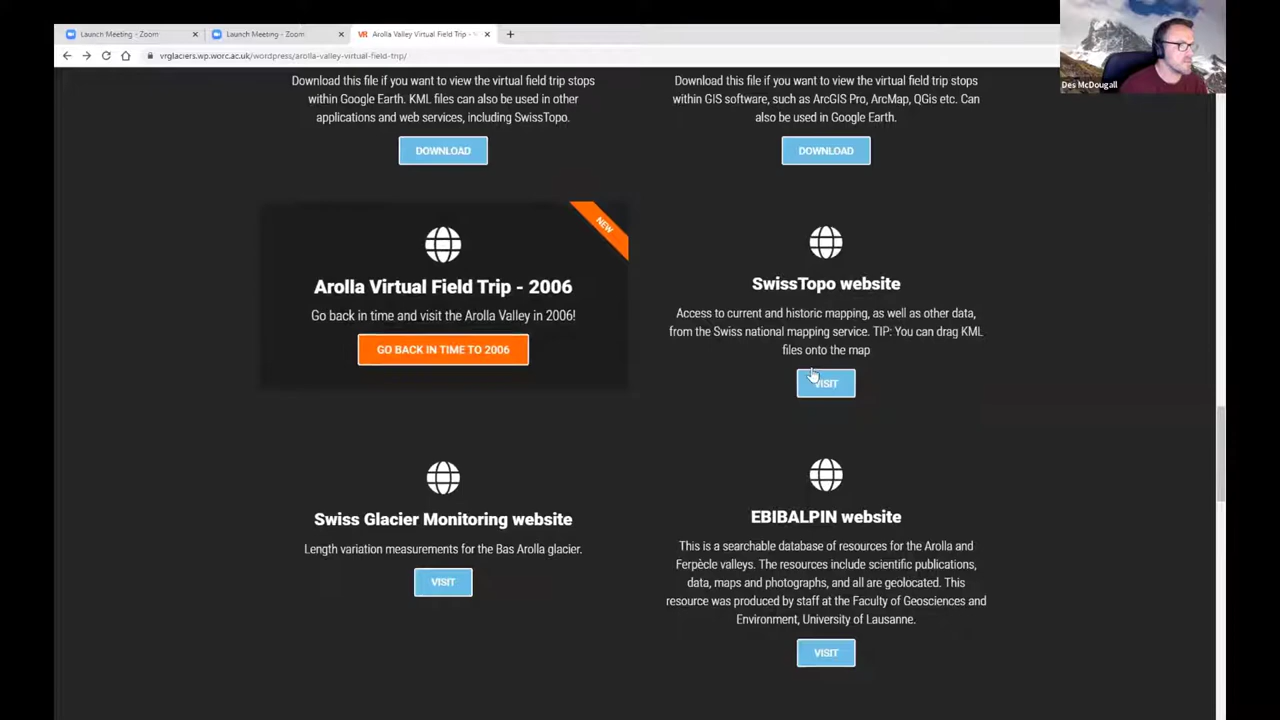 Launch Meeting - Zoom
Launch Meeting - Zoom
VR Arolla Valley Virtual Field Trip -
vrglaciers.wp.worc.ac.uk/wordpress/arolla-valley-virtual-field-trip/
Des McDougall
Download this file if you want to view the virtual field trip stops
within Google Earth. KML files can also be used in other
applications and web services, including SwissTopo.
DOWNLOAD
Download this file if you want to view the virtual field trip stops
within GIS software, such as ArcGIS Pro, ArcMap, QGis etc. Can
also be used in Google Earth.
DOWNLOAD
NEW
Arolla Virtual Field Trip - 2006
Go back in time and visit the Arolla Valley in 2006!
GO BACK IN TIME TO 2006
SwissTopo website
Access to current and historic mapping, as well as other data,
from the Swiss national mapping service. TIP: You can drag KML
files onto the map
VISIT
Swiss Glacier Monitoring website
Length variation measurements for the Bas Arolla glacier.
VISIT
EBIBALPIN website
This is a searchable database of resources for the Arolla and
Ferpècle valleys. The resources include scientific publications,
data, maps and photographs, and all are geolocated. This
resource was produced by staff at the Faculty of Geosciences and
Environment, University of Lausanne.
VISIT